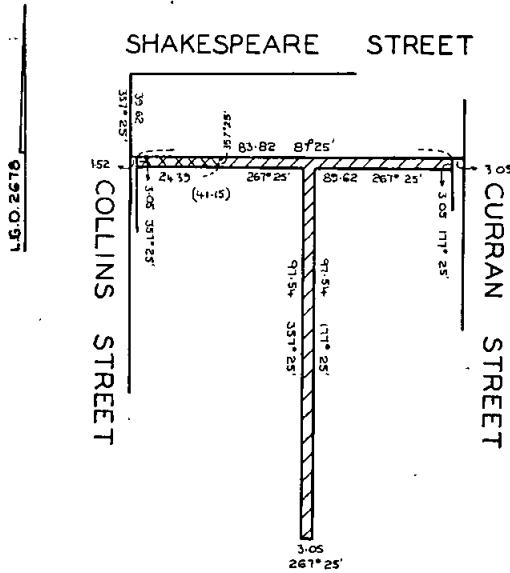 SHAKESPEARE STREET
L.G.O. 2678
39.62
357° 25'
357° 25'
83.82 87° 25'
1.52
3.05
24.39 267° 25' 89.62 267° 25'
(41.15)
3.05 357° 25'
3.05 177° 25'
COLLINS STREET
CURRAN STREET
97.54 357° 25'
97.54 177° 25'
3.05
267° 25'